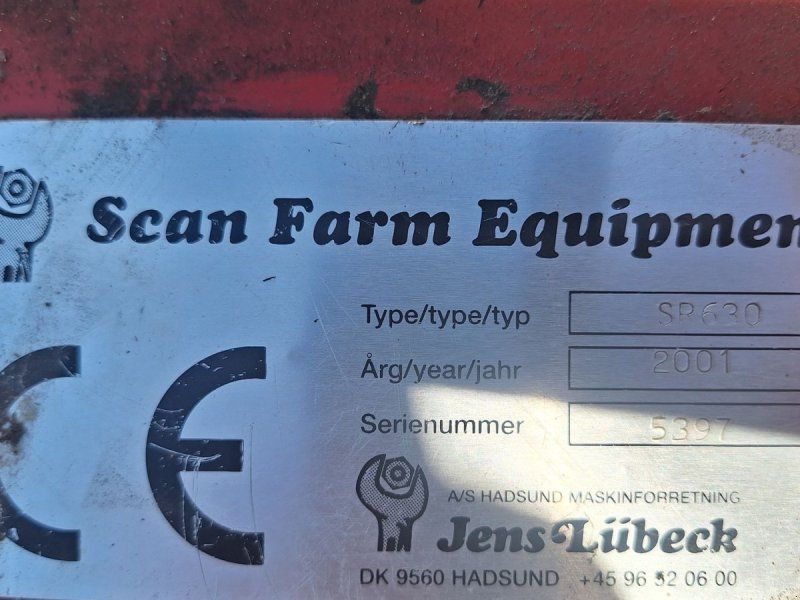 Scan Farm Equipmen
CE
Type/type/typ SR630
Årg/year/jahr 2001
Serienummer 5397
A/S HADSUND MASKINFORRETNING
Jens Lübeck
DK 9560 HADSUND +45 96 52 06 00